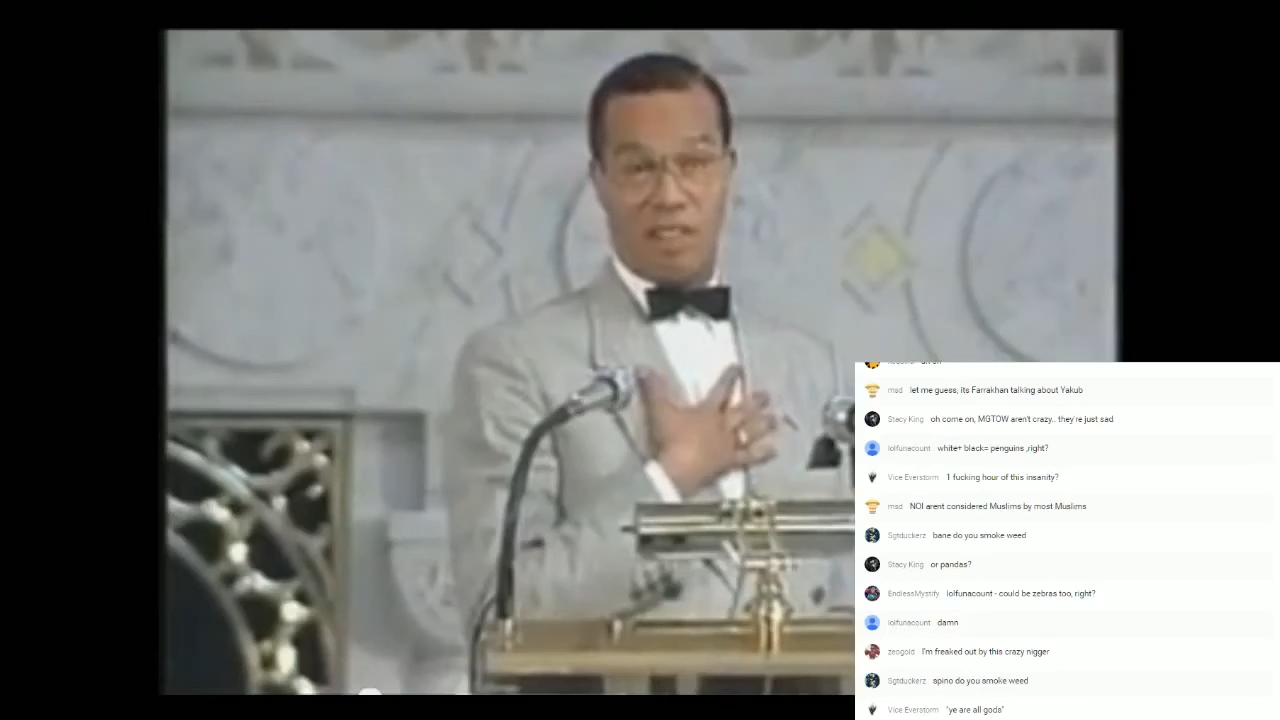 msd let me guess, its Farrakhan talking about Yakub
Stacy King oh come on, MGTOW aren't crazy.. they're just sad
lolfunacount white+ black= penguins ,right?
Vice Everstorm 1 fucking hour of this insanity?
msd NOI arent considered Muslims by most Muslims
Sgtduckerz bane do you smoke weed
Stacy King or pandas?
EndlessMystify lolfunacount - could be zebras too, right?
lolfunacount damn
zeogold I'm freaked out by this crazy nigger
Sgtduckerz spino do you smoke weed
Vice Everstorm "ye are all gods"